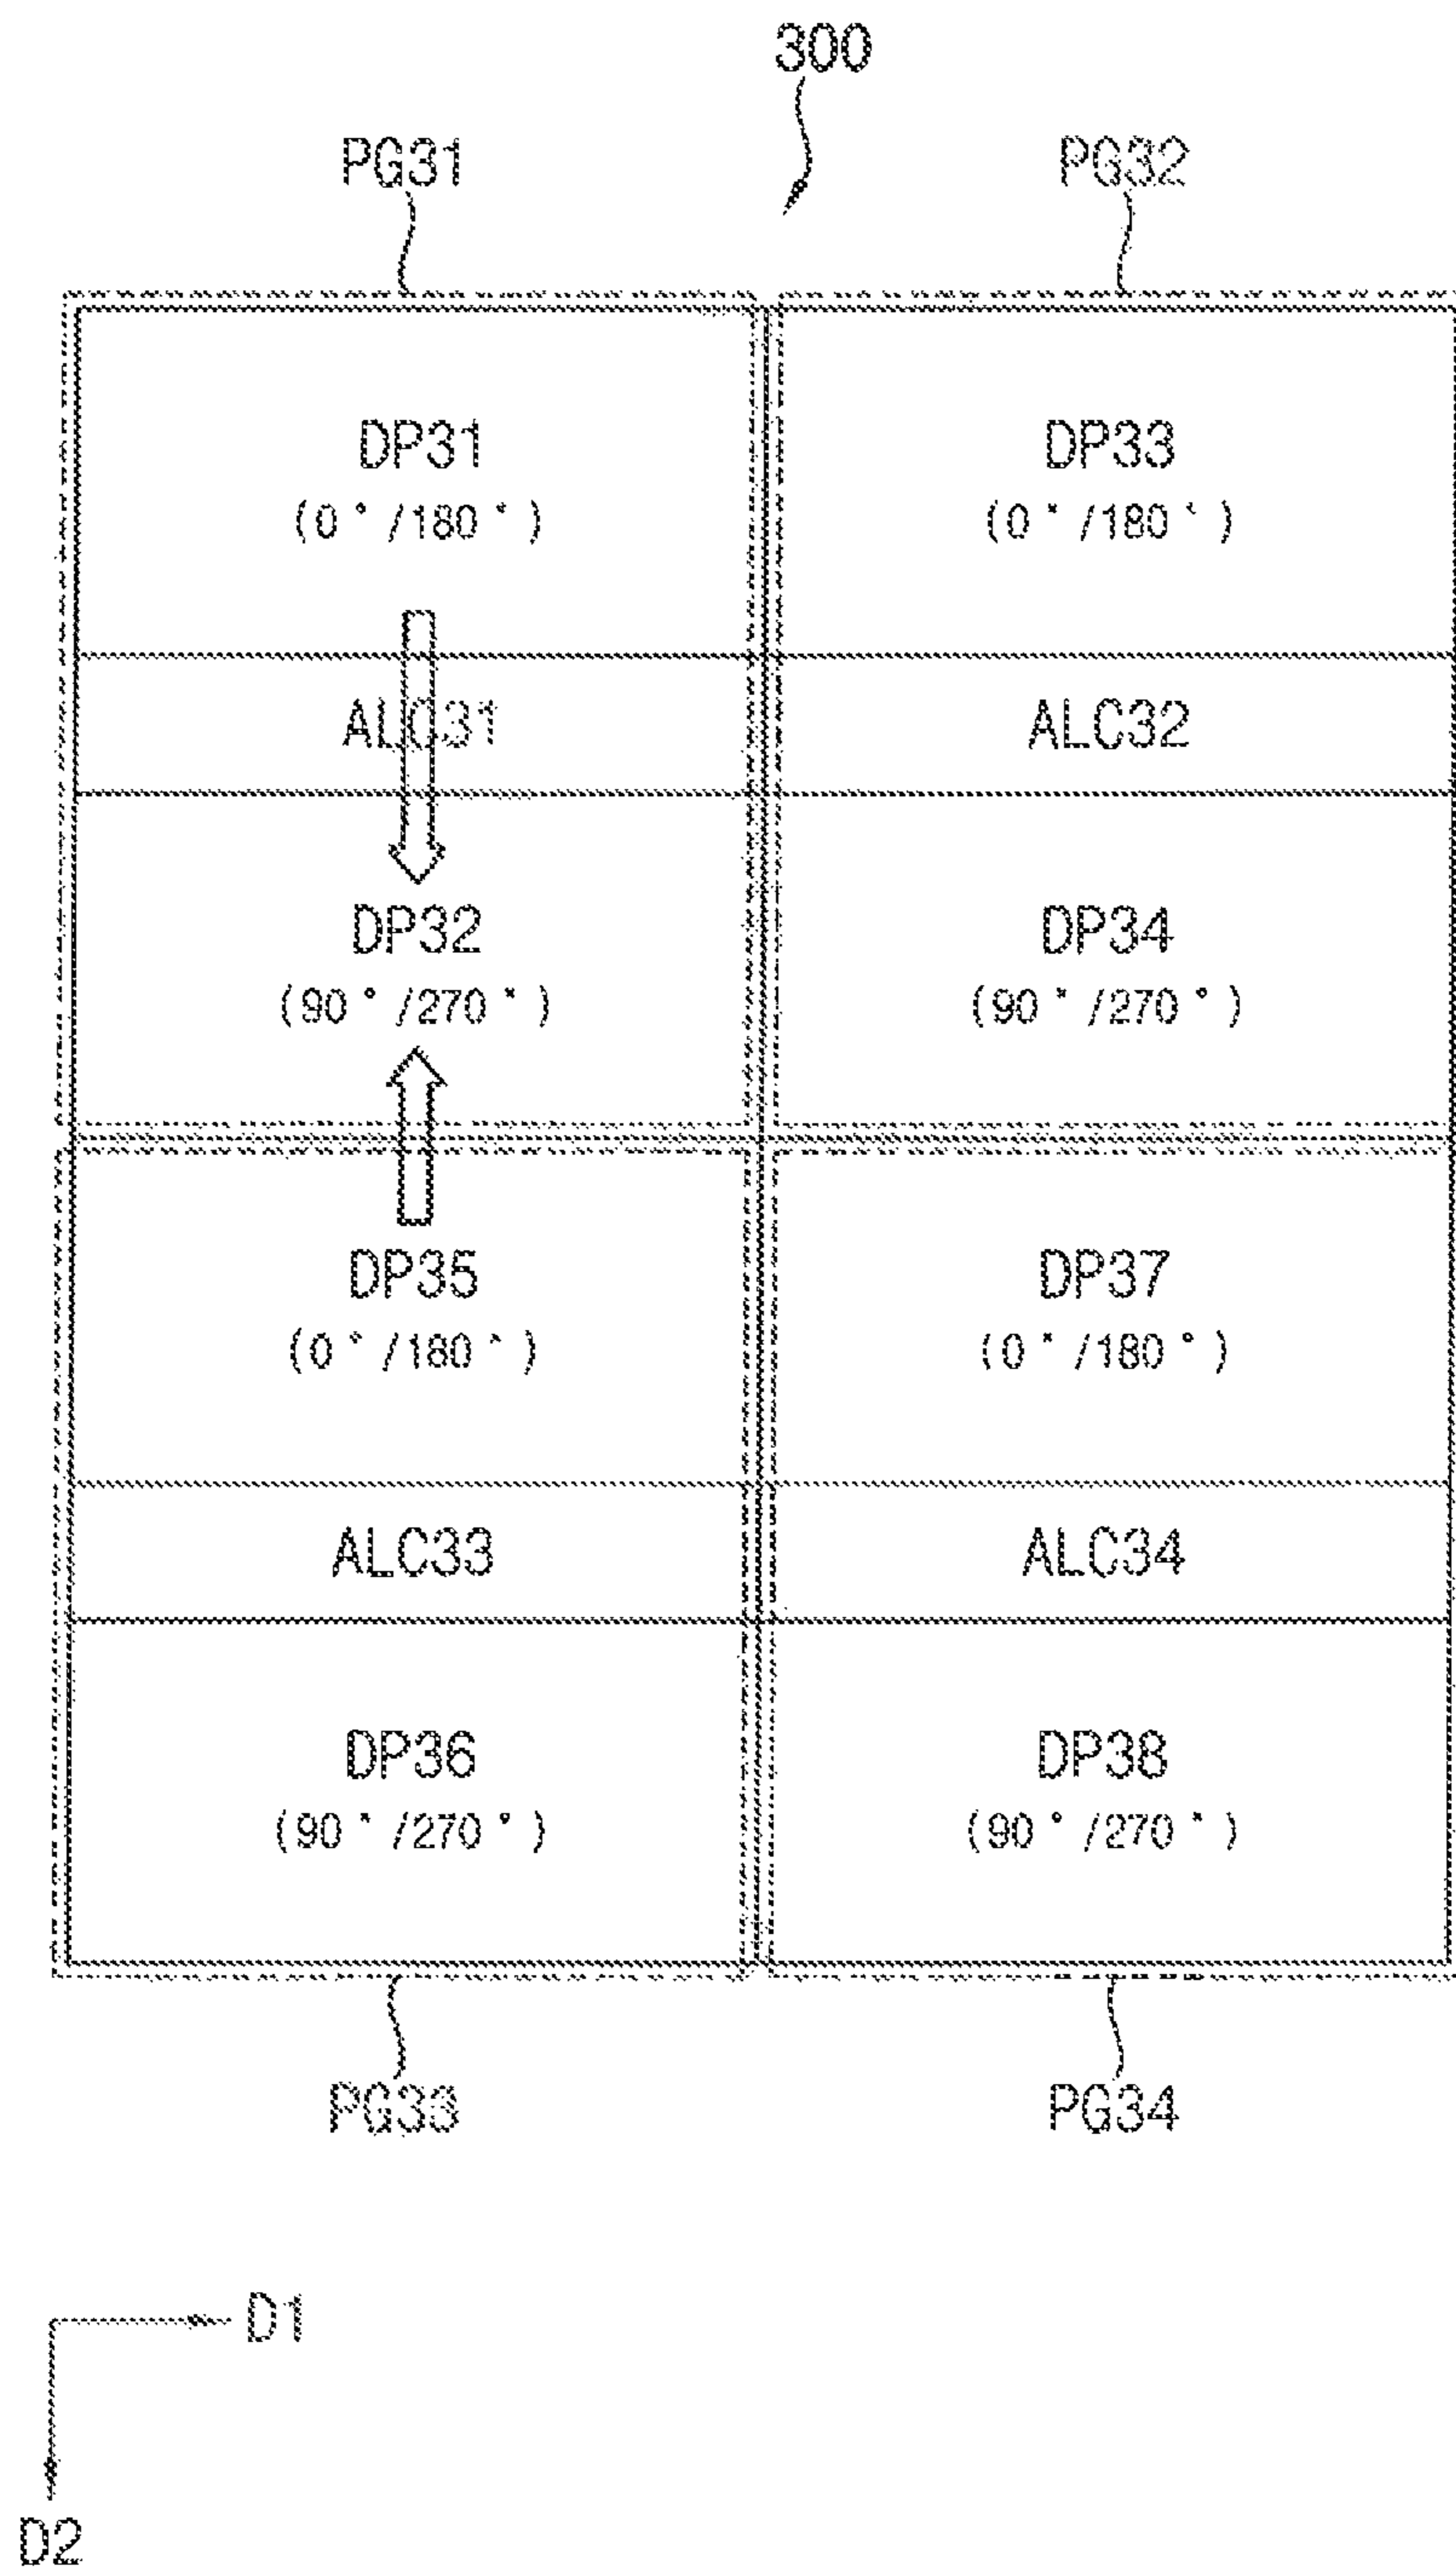 300
PG31 PG32
DP31 DP33
(0°/180°) (0°/180°)
ALC31 ALC32
DP32 DP34
(90°/270°) (90°/270°)
DP35 DP37
(0°/180°) (0°/180°)
ALC33 ALC34
DP36 DP38
(90°/270°) (90°/270°)
PG33 PG34
D1
D2